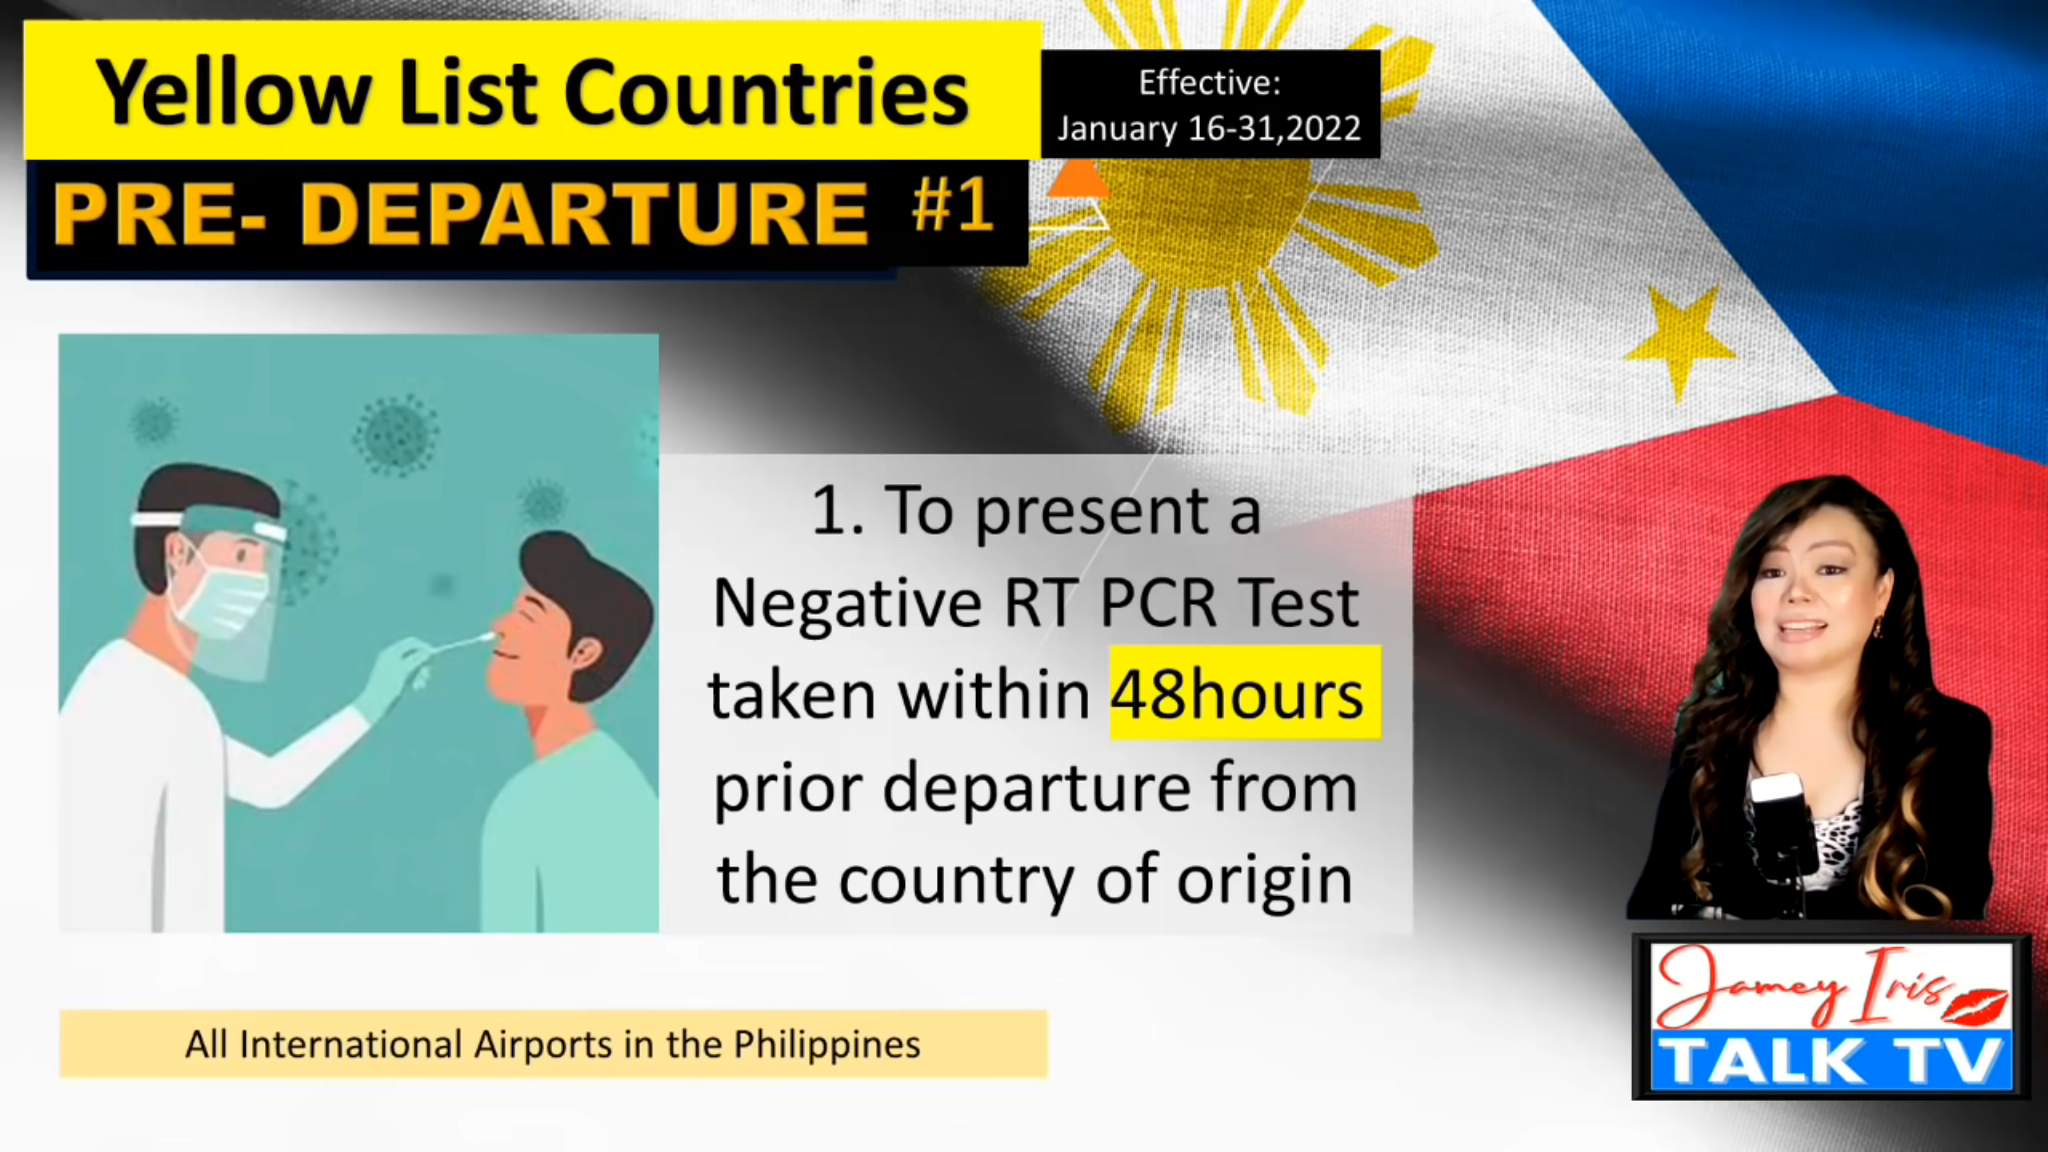 Yellow List Countries
Effective:
January 16-31,2022
PRE- DEPARTURE #1
1. To present a
Negative RT PCR Test
taken within 48hours
prior departure from
the country of origin
All International Airports in the Philippines
Jamey Iris
TALK TV